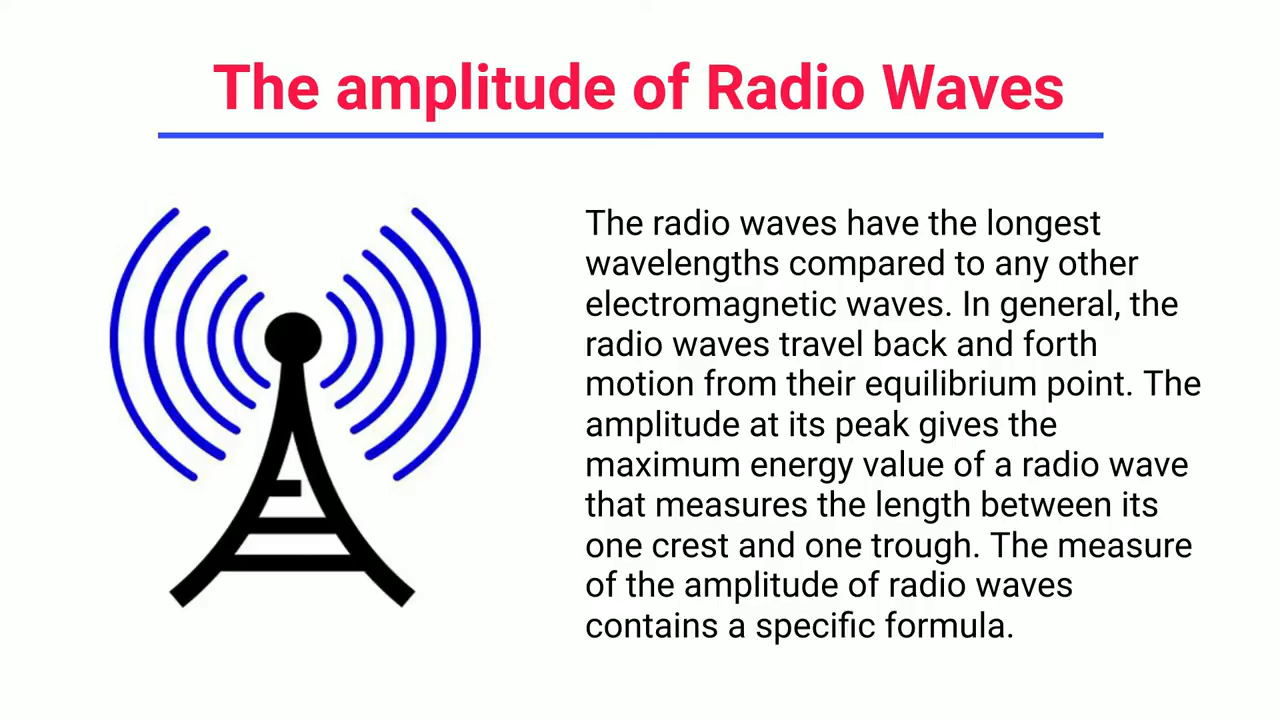 The amplitude of Radio Waves
The radio waves have the longest
wavelengths compared to any other
electromagnetic waves. In general, the
radio waves travel back and forth
motion from their equilibrium point. The
amplitude at its peak gives the
maximum energy value of a radio wave
that measures the length between its
one crest and one trough. The measure
of the amplitude of radio waves
contains a specific formula.